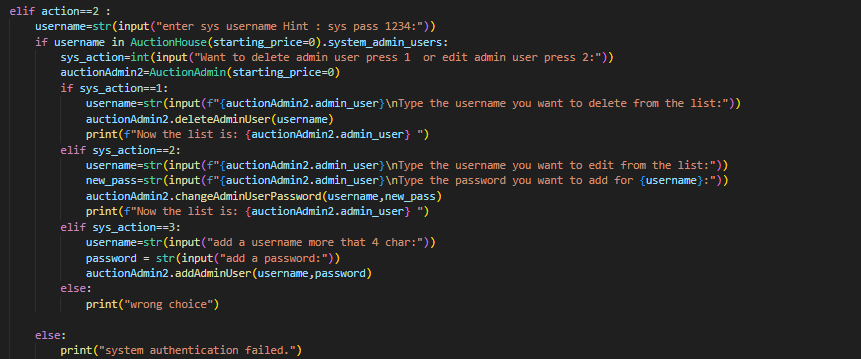 elif action==2 :
    username=str(input("enter sys username Hint : sys pass 1234:"))
    if username in AuctionHouse(starting_price=0).system_admin_users:
        sys_action=int(input("Want to delete admin user press 1  or edit admin user press 2:"))
        auctionAdmin2=AuctionAdmin(starting_price=0)
        if sys_action==1:
            username=str(input(f"{auctionAdmin2.admin_user}\nType the username you want to delete from the list:"))
            auctionAdmin2.deleteAdminUser(username)
            print(f"Now the list is: {auctionAdmin2.admin_user} ")
        elif sys_action==2:
            username=str(input(f"{auctionAdmin2.admin_user}\nType the username you want to edit from the list:"))
            new_pass=str(input(f"{auctionAdmin2.admin_user}\nType the password you want to add for {username}:"))
            auctionAdmin2.changeAdminUserPassword(username,new_pass)
            print(f"Now the list is: {auctionAdmin2.admin_user} ")
        elif sys_action==3:
            username=str(input("add a username more that 4 char:"))
            password = str(input("add a password:"))
            auctionAdmin2.addAdminUser(username,password)
        else:
            print("wrong choice")

    else:
        print("system authentication failed.")